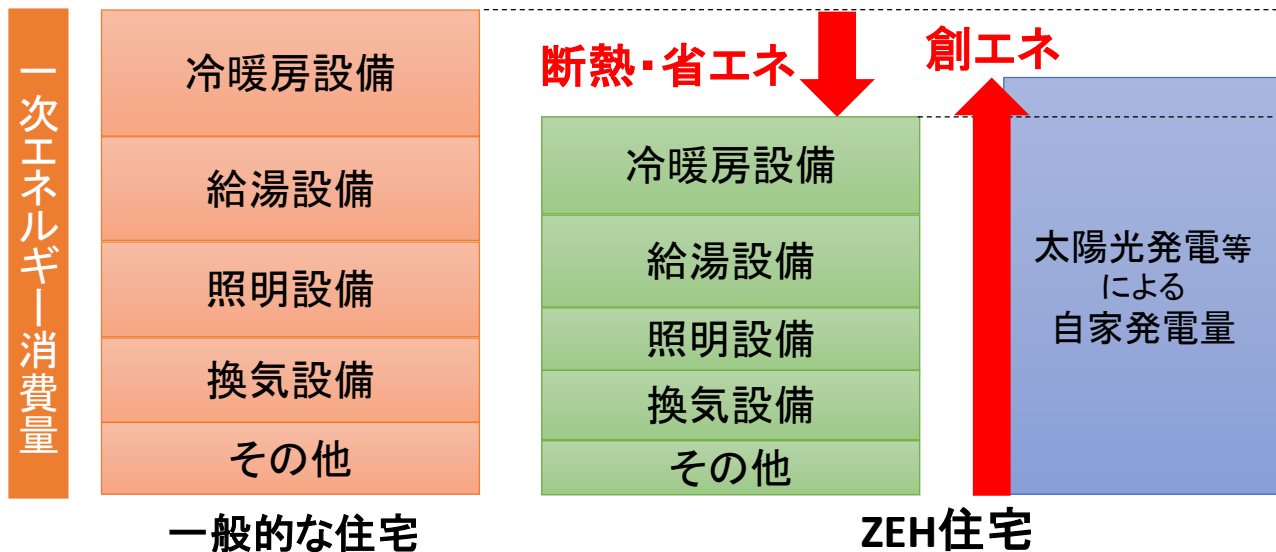 一次エネルギー消費量
冷暖房設備
給湯設備
照明設備
換気設備
その他
一般的な住宅
断熱・省エネ
創エネ
冷暖房設備
給湯設備
照明設備
換気設備
その他
太陽光発電等
による
自家発電量
ZEH住宅